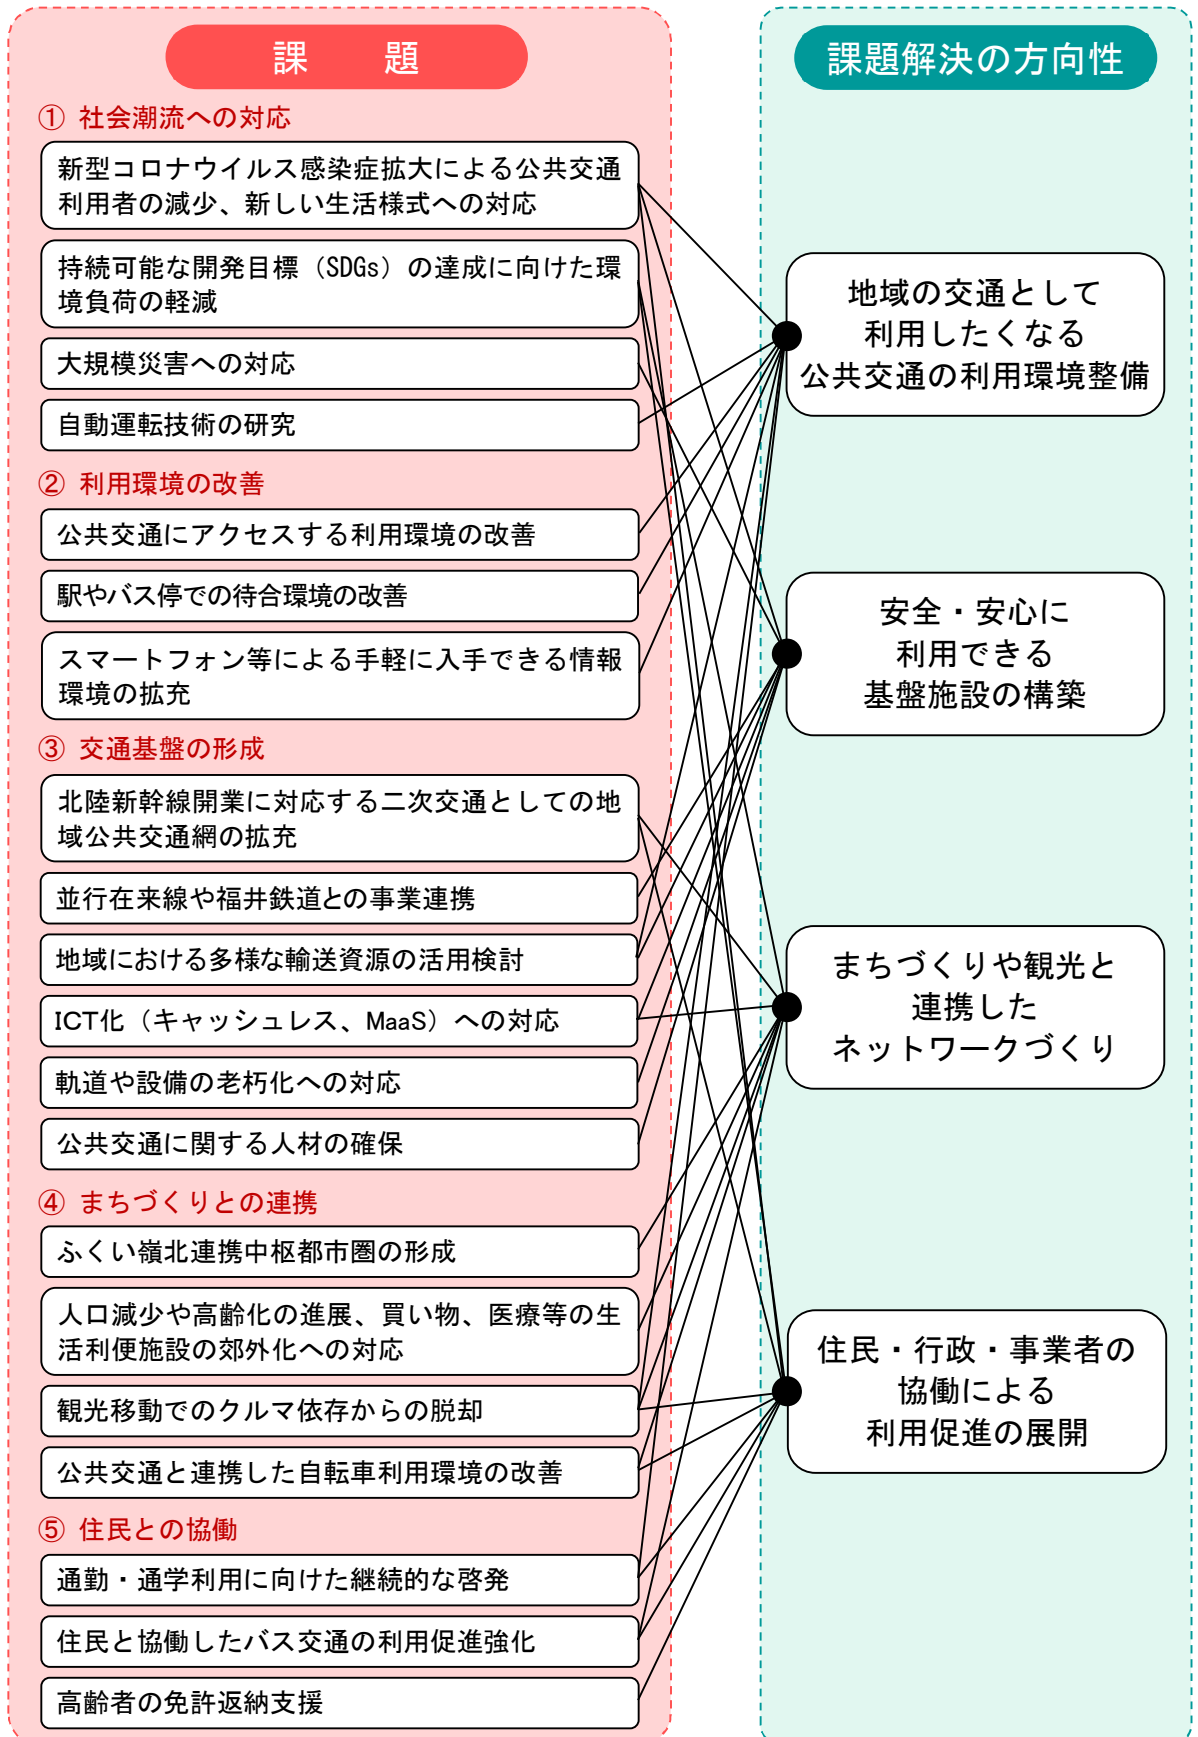 課　　題
① 社会潮流への対応
新型コロナウイルス感染症拡大による公共交通
利用者の減少、新しい生活様式への対応
持続可能な開発目標（SDGs）の達成に向けた環
境負荷の軽減
大規模災害への対応
自動運転技術の研究
② 利用環境の改善
公共交通にアクセスする利用環境の改善
駅やバス停での待合環境の改善
スマートフォン等による手軽に入手できる情報
環境の拡充
③ 交通基盤の形成
北陸新幹線開業に対応する二次交通としての地
域公共交通網の拡充
並行在来線や福井鉄道との事業連携
地域における多様な輸送資源の活用検討
ICT化（キャッシュレス、MaaS）への対応
軌道や設備の老朽化への対応
公共交通に関する人材の確保
④ まちづくりとの連携
ふくい嶺北連携中枢都市圏の形成
人口減少や高齢化の進展、買い物、医療等の生
活利便施設の郊外化への対応
観光移動でのクルマ依存からの脱却
公共交通と連携した自転車利用環境の改善
⑤ 住民との協働
通勤・通学利用に向けた継続的な啓発
住民と協働したバス交通の利用促進強化
高齢者の免許返納支援
課題解決の方向性
地域の交通として
利用したくなる
公共交通の利用環境整備
安全・安心に
利用できる
基盤施設の構築
まちづくりや観光と
連携した
ネットワークづくり
住民・行政・事業者の
協働による
利用促進の展開